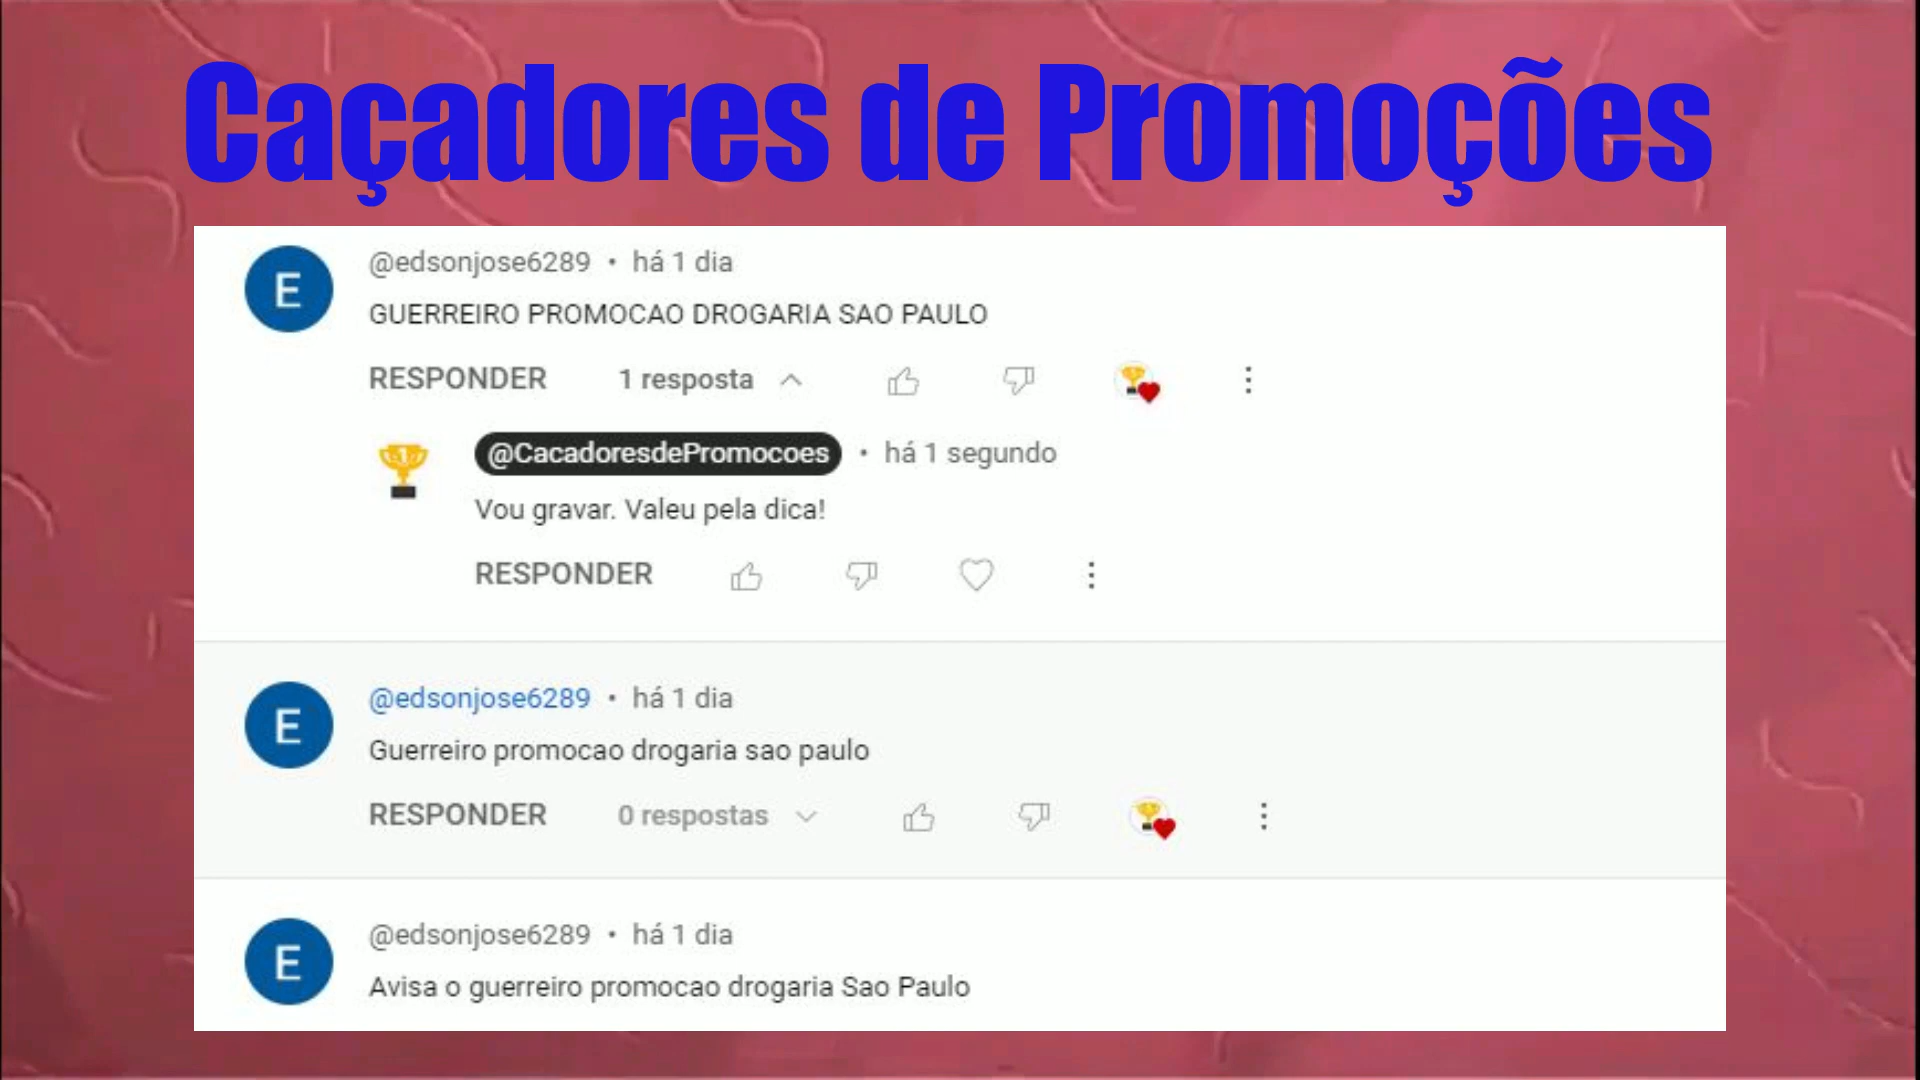 Caçadores de Promoções
E
@edsonjose6289 • há 1 dia
GUERREIRO PROMOCAO DROGARIA SAO PAULO
RESPONDER 1 resposta
1
@CacadoresdePromocoes • há 1 segundo
Vou gravar. Valeu pela dica!
RESPONDER
E
@edsonjose6289 • há 1 dia
Guerreiro promocao drogaria sao paulo
RESPONDER 0 respostas
E
@edsonjose6289 • há 1 dia
Avisa o guerreiro promocao drogaria Sao Paulo